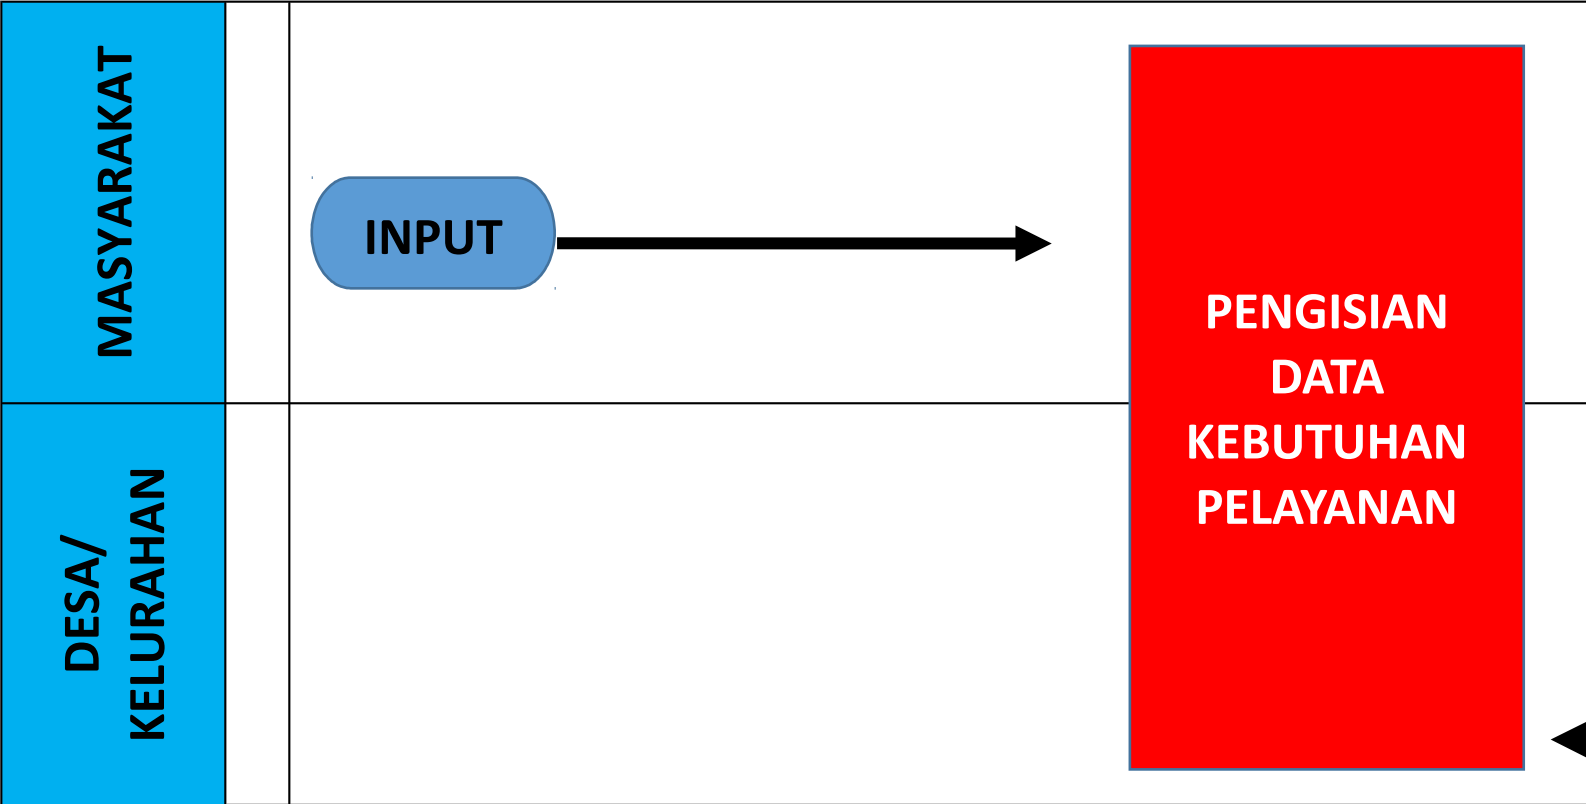 MASYARAKAT
INPUT
PENGISIAN
DATA
KEBUTUHAN
PELAYANAN
DESA/
KELURAHAN